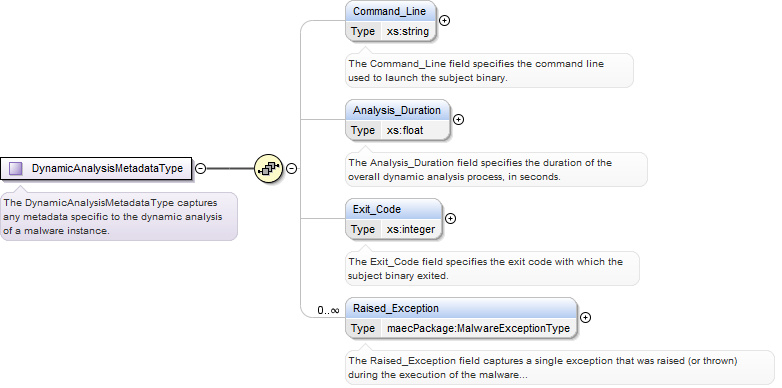 Command_Line
Type xs:string
The Command_Line field specifies the command line
used to launch the subject binary.
Analysis_Duration
Type xs:float
The Analysis_Duration field specifies the duration of the
overall dynamic analysis process, in seconds.
DynamicAnalysisMetadataType
The DynamicAnalysisMetadataType captures
any metadata specific to the dynamic analysis
of a malware instance.
Exit_Code
Type xs:integer
The Exit_Code field specifies the exit code with which the
subject binary exited.
0..∞
Raised_Exception
Type maecPackage:MalwareExceptionType
The Raised_Exception field captures a single exception that was raised (or thrown)
during the execution of the malware...